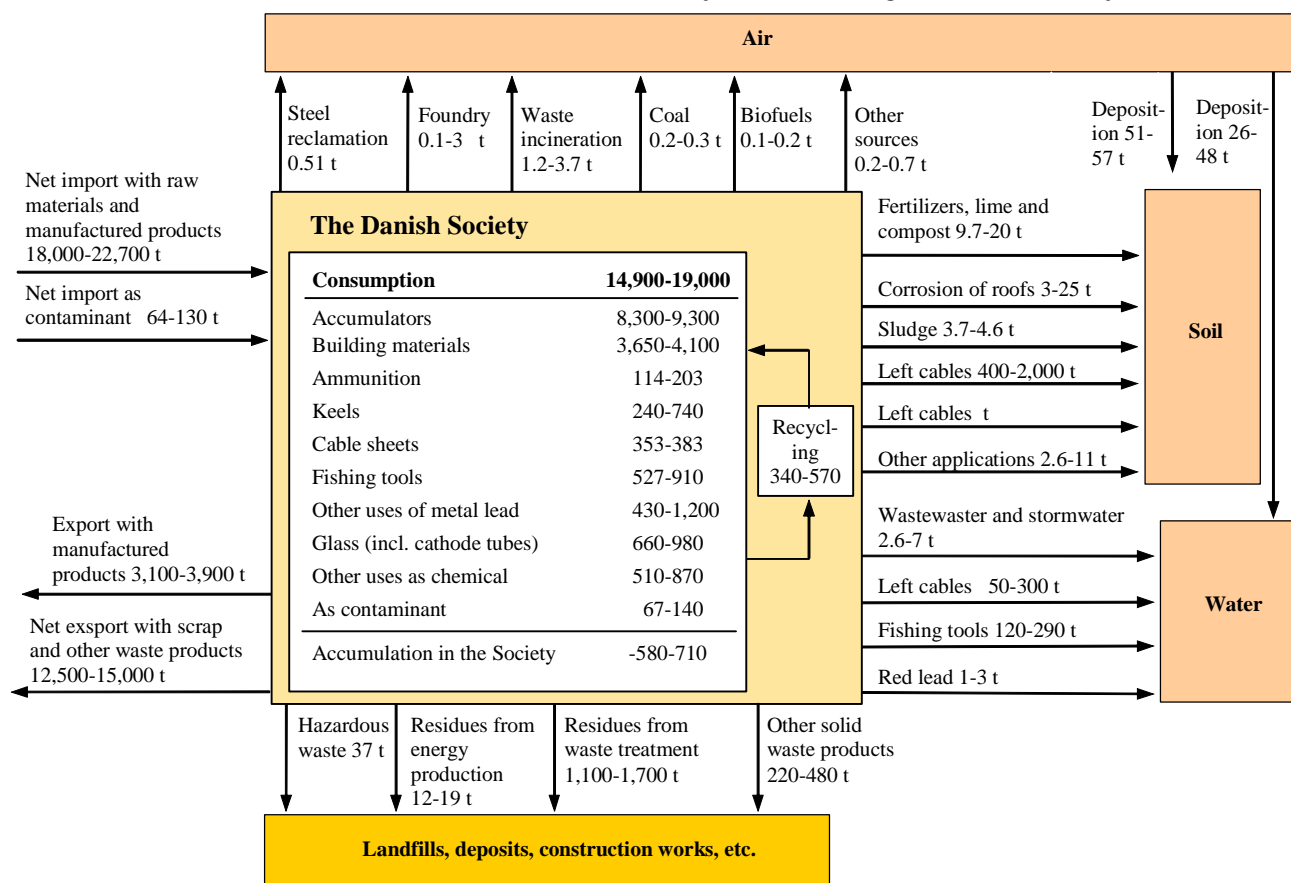 Air
Steel
reclamation
0.51 t
Foundry
0.1-3 t
Waste
incineration
1.2-3.7 t
Coal
0.2-0.3 t
Biofuels
0.1-0.2 t
Other
sources
0.2-0.7 t
Deposit-
ion 51-
57 t
Deposit-
ion 26-
48 t
Net import with raw
materials and
manufactured products
18,000-22,700 t
Net import as
contaminant 64-130 t
Export with
manufactured
products 3,100-3,900 t
Net exsport with scrap
and other waste products
12,500-15,000 t
The Danish Society
Consumption 14,900-19,000
Accumulators 8,300-9,300
Building materials 3,650-4,100
Ammunition 114-203
Keels 240-740
Cable sheets 353-383
Fishing tools 527-910
Other uses of metal lead 430-1,200
Glass (incl. cathode tubes) 660-980
Other uses as chemical 510-870
As contaminant 67-140
Accumulation in the Society -580-710
Recycl-
ing
340-570
Fertilizers, lime and
compost 9.7-20 t
Corrosion of roofs 3-25 t
Sludge 3.7-4.6 t
Left cables 400-2,000 t
Left cables t
Other applications 2.6-11 t
Soil
Wastewaster and stormwater
2.6-7 t
Left cables 50-300 t
Fishing tools 120-290 t
Red lead 1-3 t
Water
Hazardous
waste 37 t
Residues from
energy
production
12-19 t
Residues from
waste treatment
1,100-1,700 t
Other solid
waste products
220-480 t
Landfills, deposits, construction works, etc.